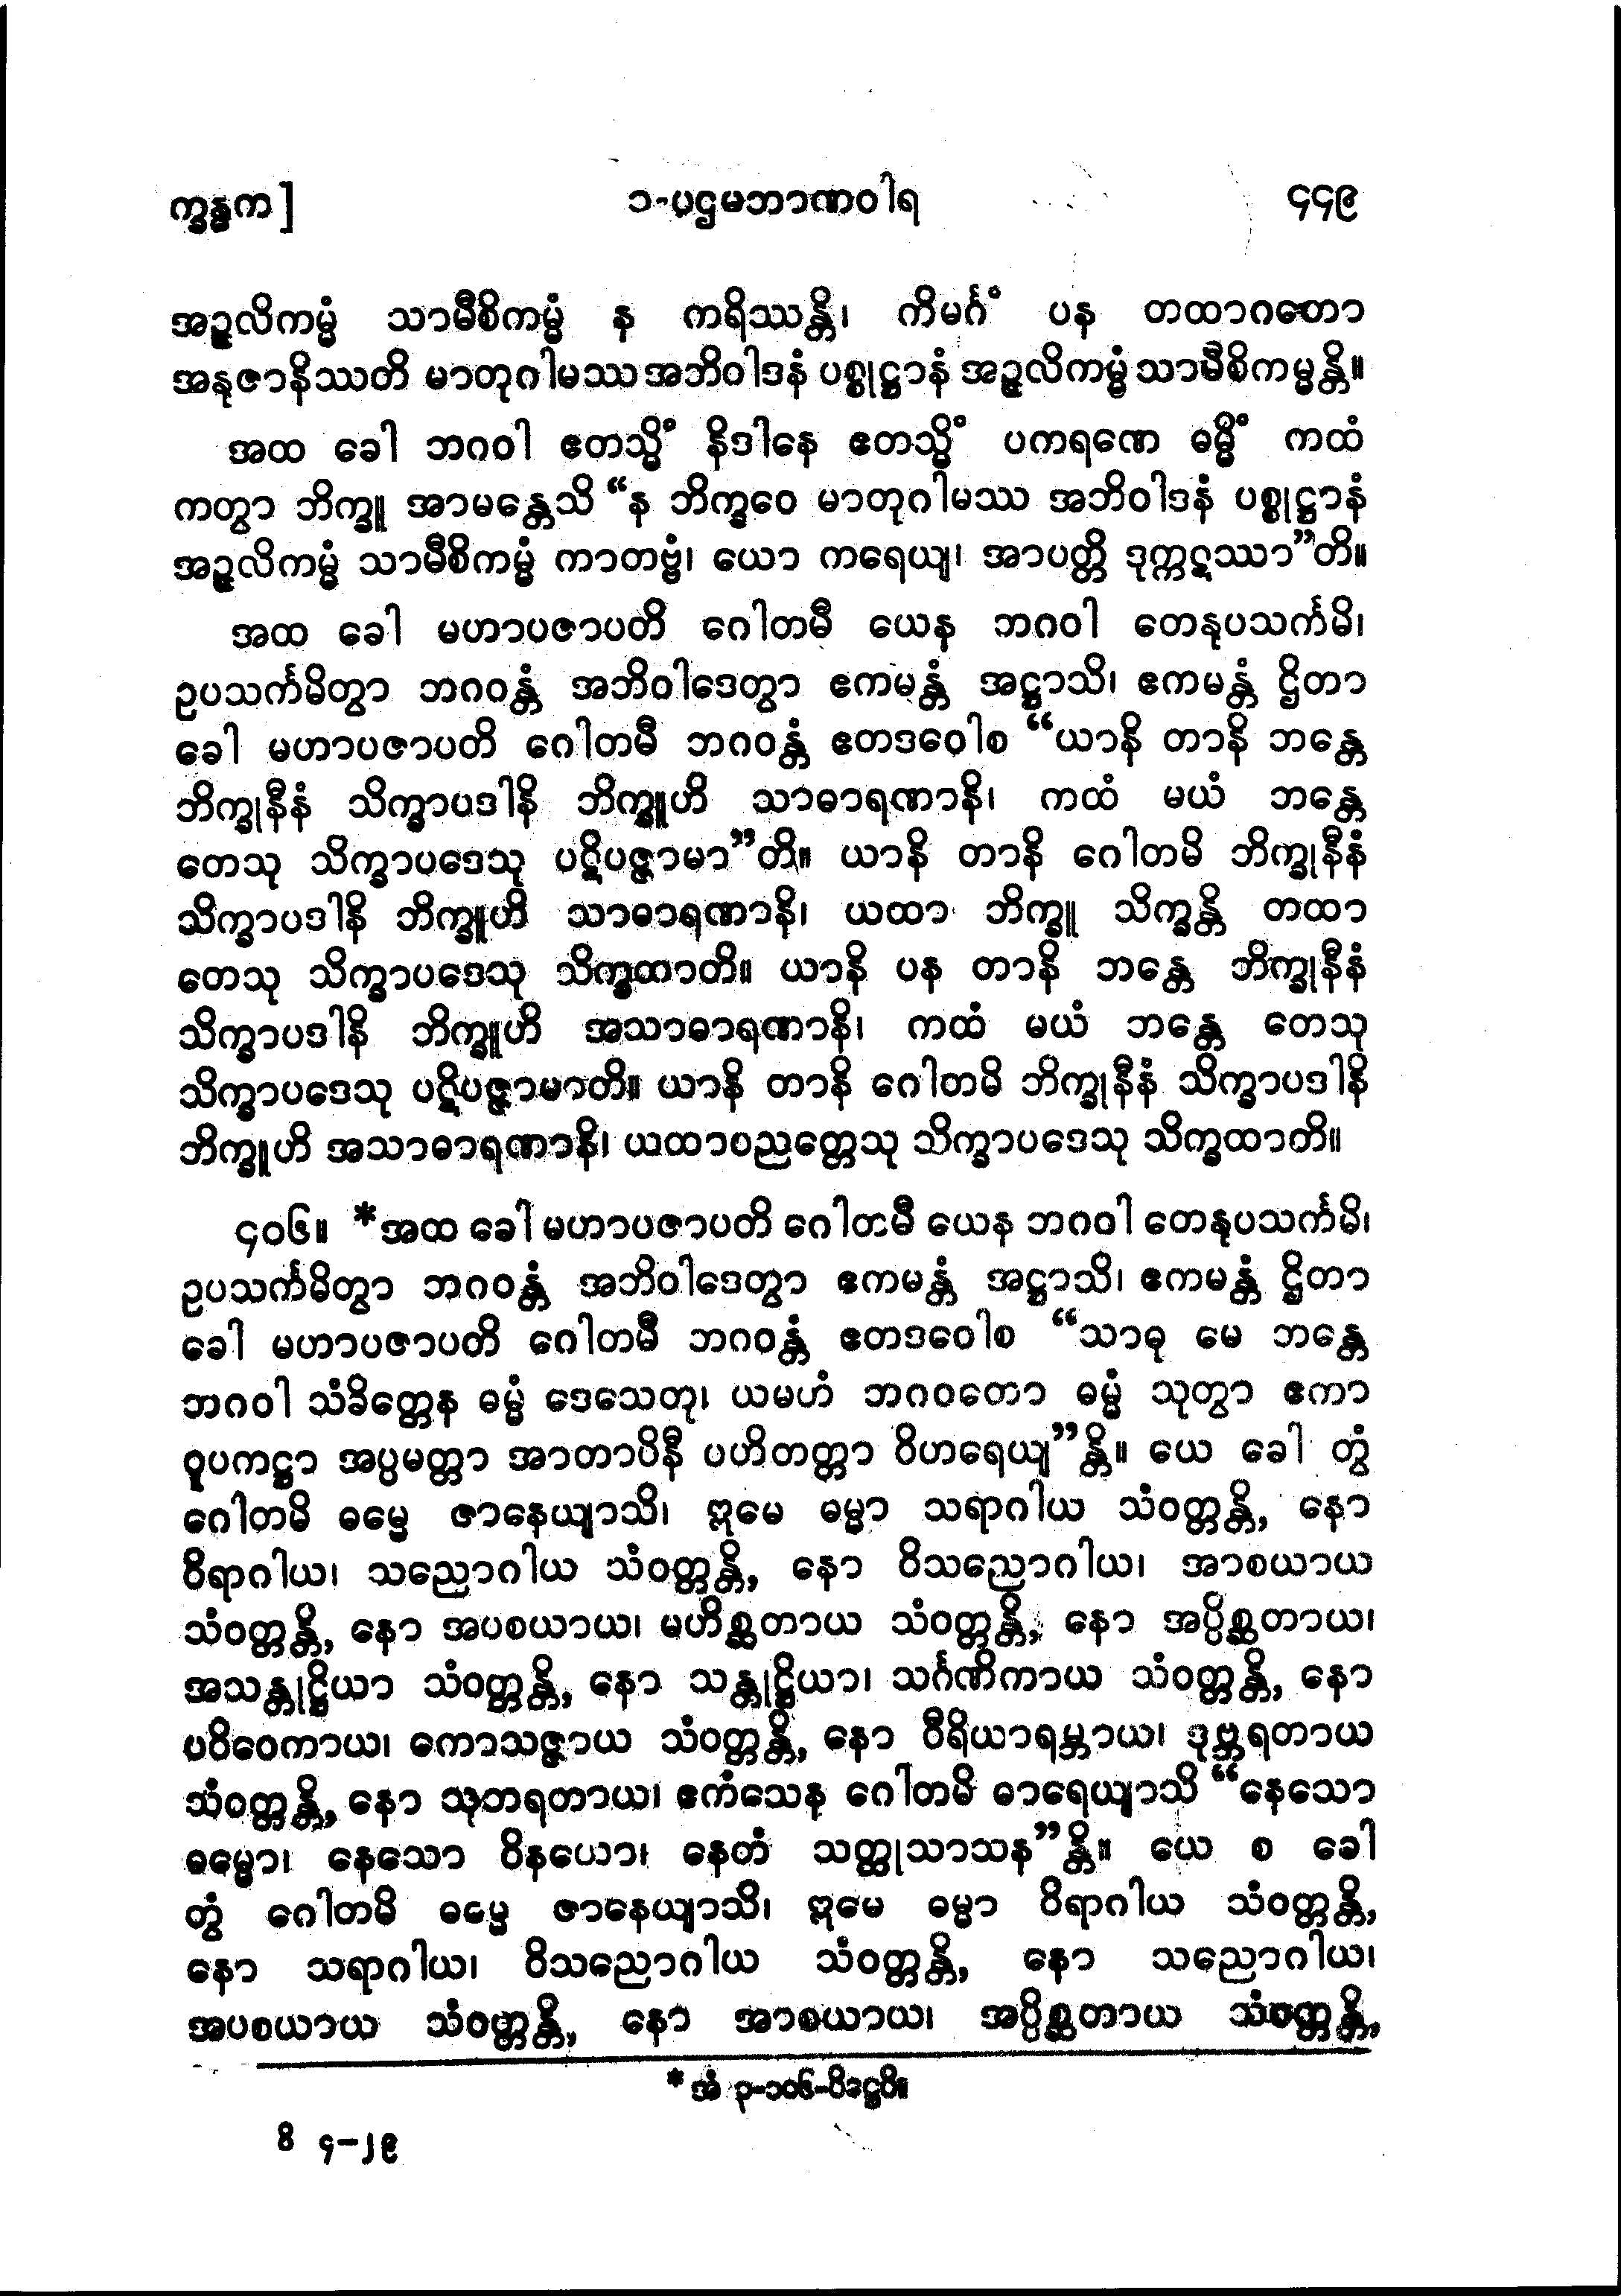 က္ခန္ဓက]
၁-ပဌမဘာဏဝါရ
၄၄၉
အဉ္ဇလိကမ္မံ သာမီစိကမ္မံ န ကရိဿန္တိ၊ ကိမင်္ဂံ ပန တထာဂတော
အနုဇာနိဿတိ မာတုဂါမဿ အဘိဝါဒနံ ပစ္စုဋ္ဌာနံ အဉ္ဇလိကမ္မံ သာမီစိကမ္မန္တိ။
အထ ခေါ ဘဂဝါ ဧတသ္မိံ နိဒါနေ ဧတသ္မိံ ပကရဏေ ဓမ္မိံ ကထံ
ကတွာ ဘိက္ခူ အာမန္တေသိ “န ဘိက္ခဝေ မာတုဂါမဿ အဘိဝါဒနံ ပစ္စုဋ္ဌာနံ
အဉ္ဇလိကမ္မံ သာမီစိကမ္မံ ကာတဗ္ဗံ၊ ယော ကရေယျ၊ အာပတ္တိ ဒုက္ကဋဿာ”တိ။
အထ ခေါ မဟာပဇာပတိ ဂေါတမီ ယေန ဘဂဝါ တေနုပသင်္ကမိ၊
ဥပသင်္ကမိတွာ ဘဂဝန္တံ အဘိဝါဒေတွာ ဧကမန္တံ အဋ္ဌာသိ၊ ဧကမန္တံ ဌိတာ
ခေါ မဟာပဇာပတိ ဂေါတမီ ဘဂဝန္တံ ဧတဒဝေါစ “ယာနိ တာနိ ဘန္တေ
ဘိက္ခုနီနံ သိက္ခာပဒါနိ ဘိက္ခူဟိ သာဓာရဏာနိ၊ ကထံ မယံ ဘန္တေ
တေသု သိက္ခာပဒေသု ပဋိပဇ္ဇာမာ”တိ။ ယာနိ တာနိ ဂေါတမိ ဘိက္ခုနီနံ
သိက္ခာပဒါနိ ဘိက္ခူဟိ သာဓာရဏာနိ၊ ယထာ ဘိက္ခူ သိက္ခန္တိ တထာ
တေသု သိက္ခာပဒေသု သိက္ခထာတိ။ ယာနိ ပန တာနိ ဘန္တေ ဘိက္ခုနီနံ
သိက္ခာပဒါနိ ဘိက္ခူဟိ အသာဓာရဏာနိ၊ ကထံ မယံ ဘန္တေ တေသု
သိက္ခာပဒေသု ပဋိပဇ္ဇာမာတိ။ ယာနိ တာနိ ဂေါတမိ ဘိက္ခုနီနံ သိက္ခာပဒါနိ
ဘိက္ခူဟိ အသာဓာရဏာနိ၊ ယထာပညတ္တေသု သိက္ခာပဒေသု သိက္ခထာတိ။
၄၀၆။ *အထ ခေါ မဟာပဇာပတိ ဂေါတမီ ယေန ဘဂဝါ တေနုပသင်္ကမိ၊
ဥပသင်္ကမိတွာ ဘဂဝန္တံ အဘိဝါဒေတွာ ဧကမန္တံ အဋ္ဌာသိ၊ ဧကမန္တံ ဌိတာ
ခေါ မဟာပဇာပတိ ဂေါတမီ ဘဂဝန္တံ ဧတဒဝေါစ “သာဓု မေ ဘန္တေ
ဘဂဝါ သံခိတ္တေန ဓမ္မံ ဒေသေတု၊ ယမဟံ ဘဂဝတော ဓမ္မံ သုတွာ ဧကာ
ဝူပကဋ္ဌာ အပ္ပမတ္တာ အာတာပိနီ ပဟိတတ္တာ ဝိဟရေယျ”န္တိ။ ယေ ခေါ တွံ
ဂေါတမိ ဓမ္မေ ဇာနေယျာသိ၊ ဣမေ ဓမ္မာ သရာဂါယ သံဝတ္တန္တိ, နော
ဝိရာဂါယ၊ သညောဂါယ သံဝတ္တန္တိ, နော ဝိသညောဂါယ၊ အာစယာယ
သံဝတ္တန္တိ, နော အပစယာယ၊ မဟိစ္ဆတာယ သံဝတ္တန္တိ, နော အပ္ပိစ္ဆတာယ၊
အသန္တုဋ္ဌိယာ သံဝတ္တန္တိ, နော သန္တုဋ္ဌိယာ၊ သင်္ဂဏိကာယ သံဝတ္တန္တိ, နော
ပဝိဝေကာယ၊ ကောသဇ္ဇာယ သံဝတ္တန္တိ, နော ဝီရိယာရမ္ဘာယ၊ ဒုဗ္ဘရတာယ
သံဝတ္တန္တိ, နော သုဘရတာယ၊ ဧကံသေန ဂေါတမိ ဓာရေယျာသိ “နေသော
ဓမ္မော၊ နေသော ဝိနယော၊ နေတံ သတ္ထုသာသန”န္တိ။ ယေ စ ခေါ
တွံ ဂေါတမိ ဓမ္မေ ဇာနေယျာသိ၊ ဣမေ ဓမ္မာ ဝိရာဂါယ သံဝတ္တန္တိ,
နော သရာဂါယ၊ ဝိသညောဂါယ သံဝတ္တန္တိ, နော သညောဂါယ၊
အပစယာယ သံဝတ္တန္တိ, နော အာစယာယ၊ အပ္ပိစ္ဆတာယ သံဝတ္တန္တိ,
* အံ ၃-၁၀၆-ပိဋ္ဌေပိ။
ဝိ ၄-၂၉